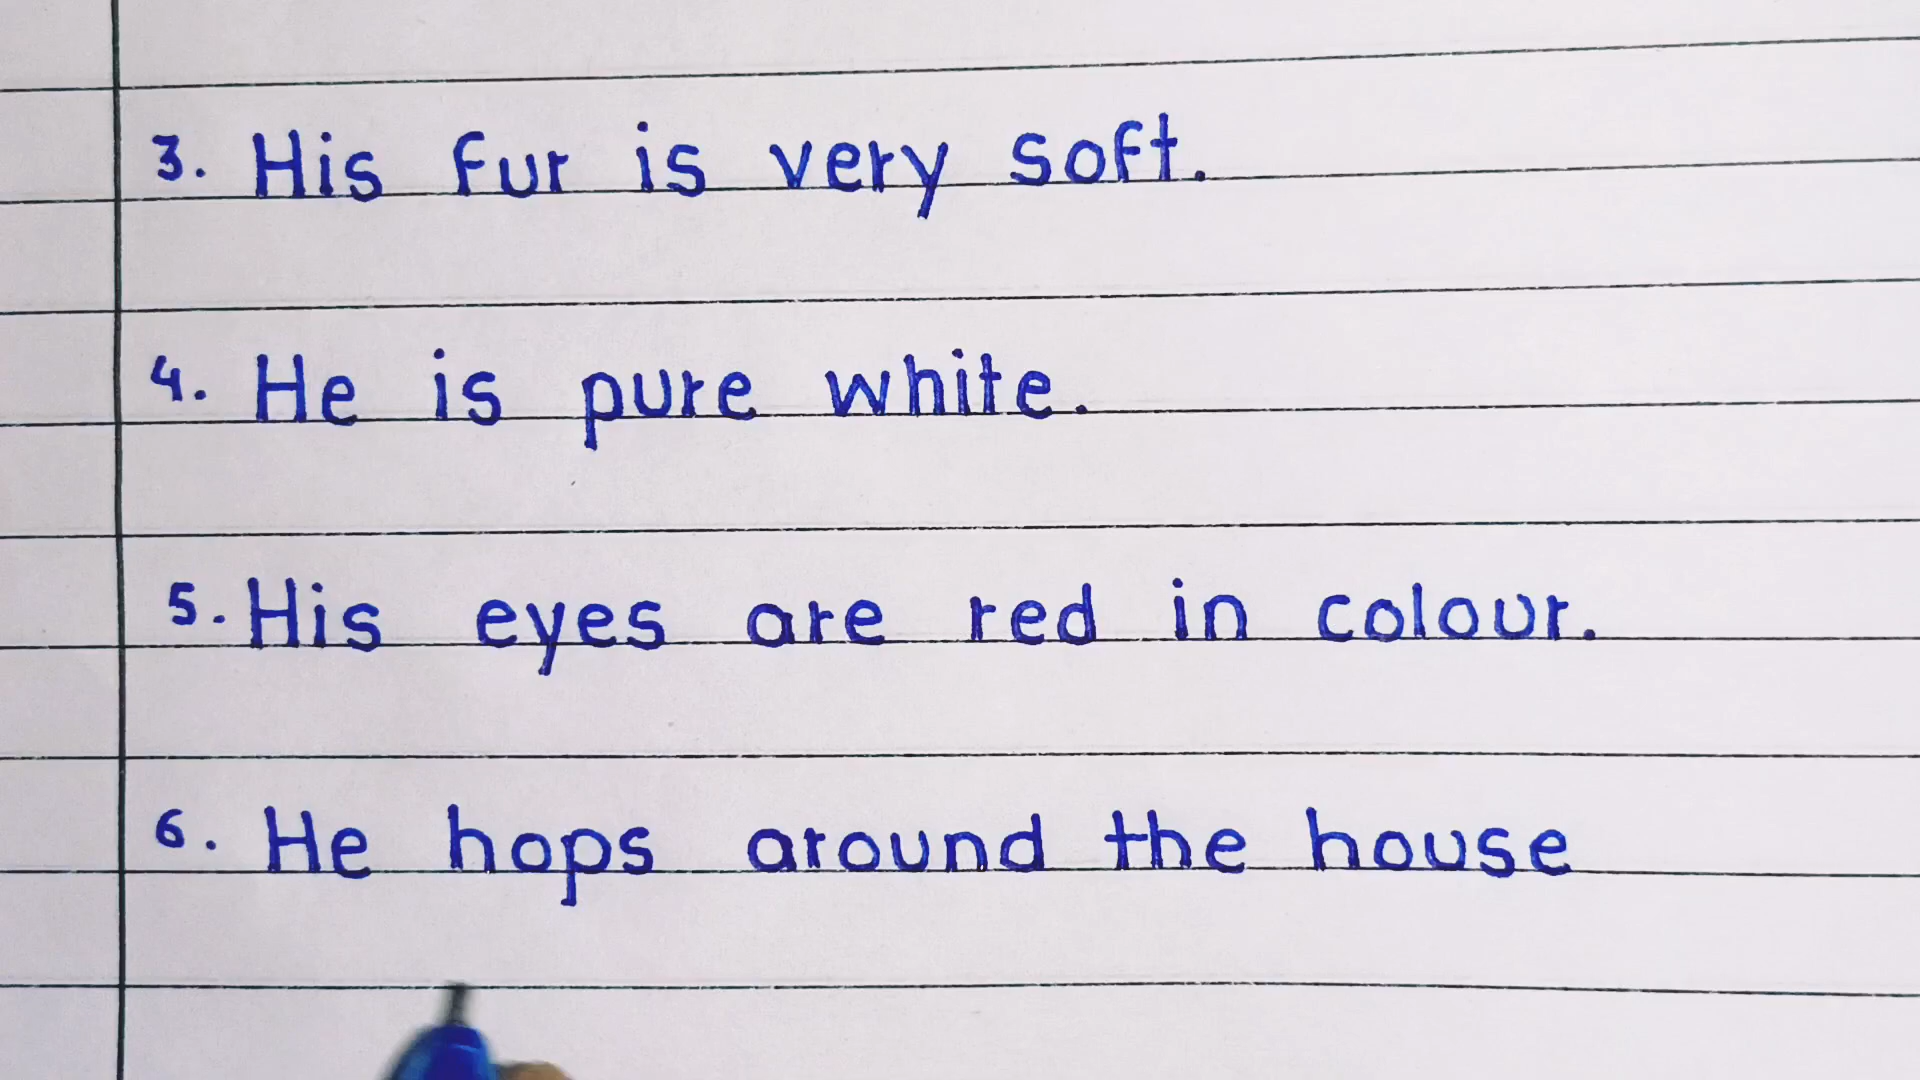 3. His fur is very soft.
4. He is pure white.
5. His eyes are red in colour.
6. He hops around the house